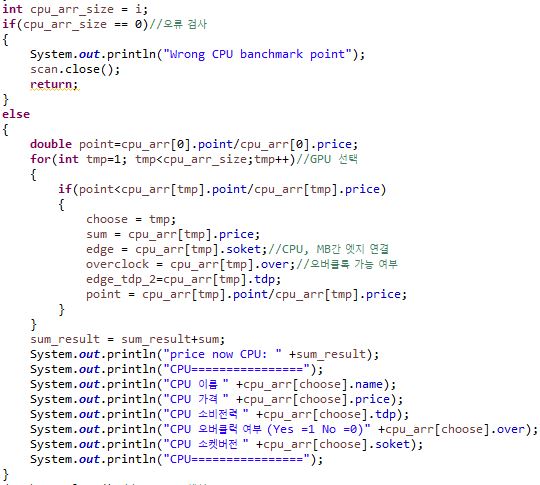 int cpu_arr_size = i;
if(cpu_arr_size == 0)//오류 검사
{
System.out.println("Wrong CPU banchmark point");
scan.close();
return;
}
else
{
double point=cpu_arr[0].point/cpu_arr[0].price;
for(int tmp=1; tmp<cpu_arr_size;tmp++)//GPU 선택
{
if(point<cpu_arr[tmp].point/cpu_arr[tmp].price)
{
choose = tmp;
sum = cpu_arr[tmp].price;
edge = cpu_arr[tmp].soket;//CPU, MB간 엣지 연결
overclock = cpu_arr[tmp].over;//오버클록 가능 여부
edge_tdp_2=cpu_arr[tmp].tdp;
point = cpu_arr[tmp].point/cpu_arr[tmp].price;
}
}
sum_result = sum_result+sum;
System.out.println("price now CPU: " +sum_result);
System.out.println("CPU================");
System.out.println("CPU 이름 " +cpu_arr[choose].name);
System.out.println("CPU 가격 " +cpu_arr[choose].price);
System.out.println("CPU 소비전력 " +cpu_arr[choose].tdp);
System.out.println("CPU 오버클럭 여부 (Yes =1 No =0)" +cpu_arr[choose].over);
System.out.println("CPU 소켓버전 " +cpu_arr[choose].soket);
System.out.println("CPU================");
}